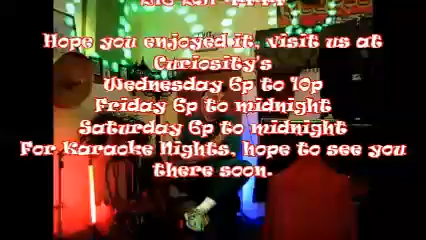 Hope you enjoyed it, visit us at
Curiosity's
Wednesday 6p to 10p
Friday 6p to midnight
Saturday 6p to midnight
For Karaoke Nights, hope to see you
there soon.